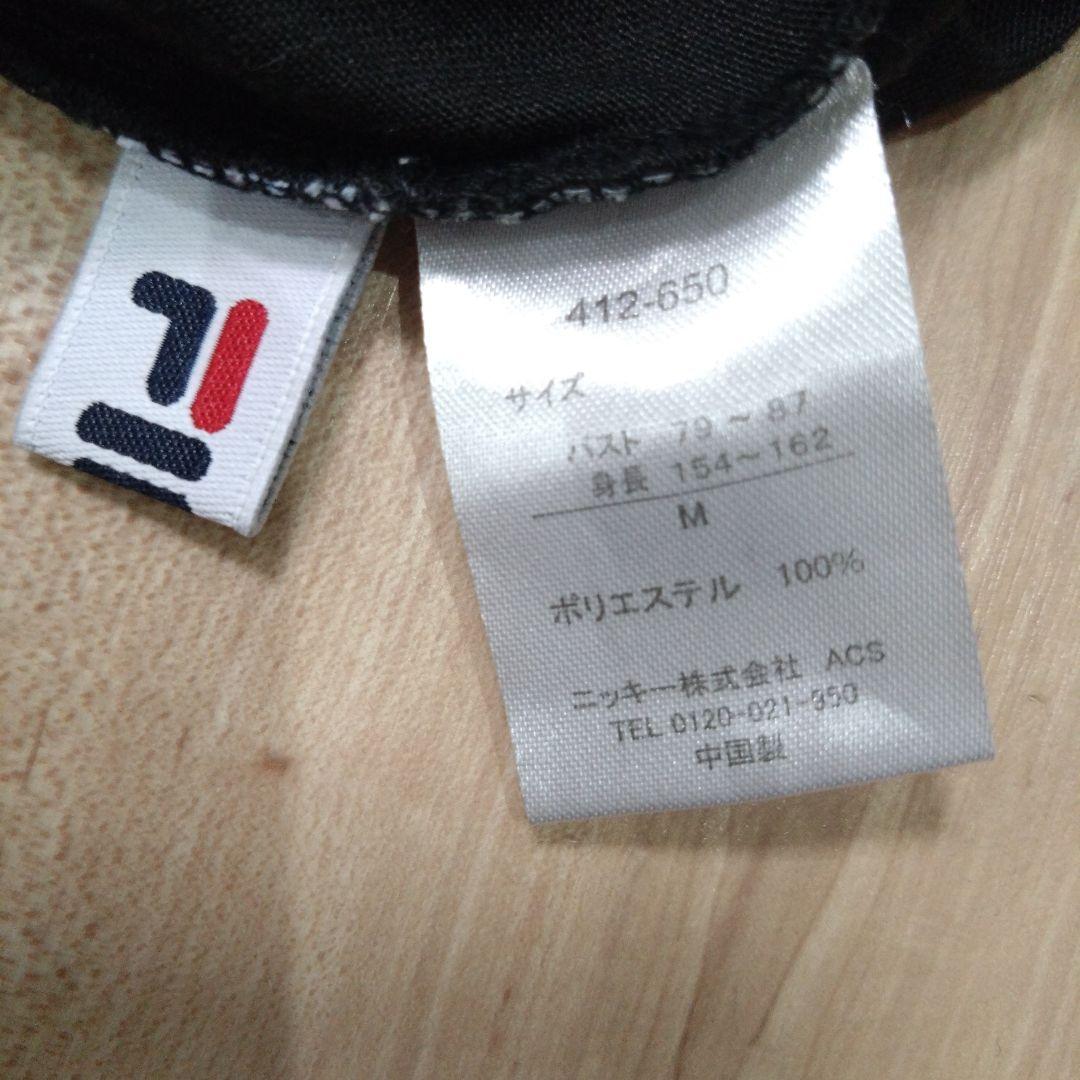 412-650
サイズ
バスト 79～87
身長 154～162
M
ポリエステル 100%
ニッキー株式会社 ACS
TEL 0120-021-950
中国製